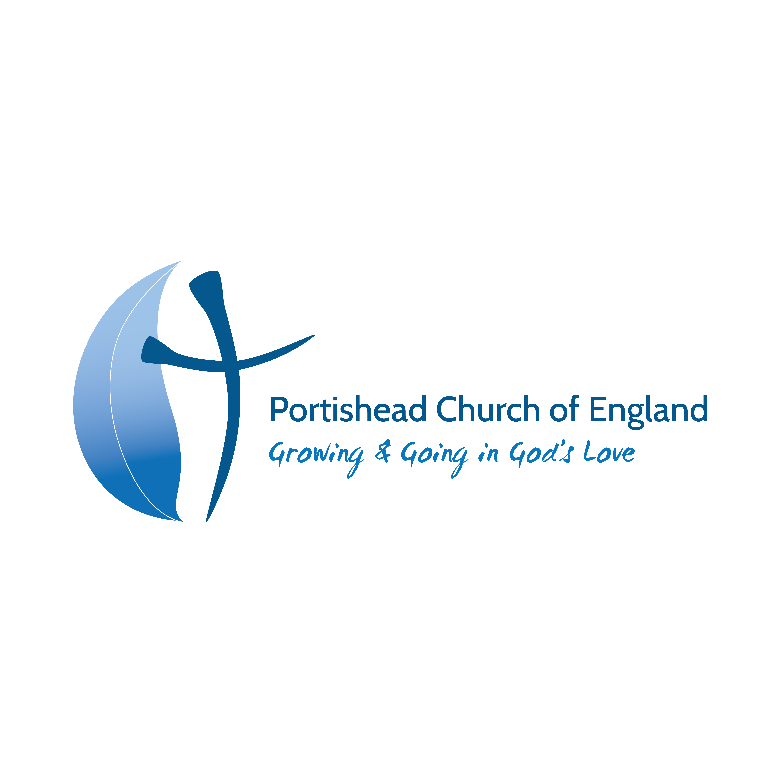 Portishead Church of England
Growing & Going in God's Love